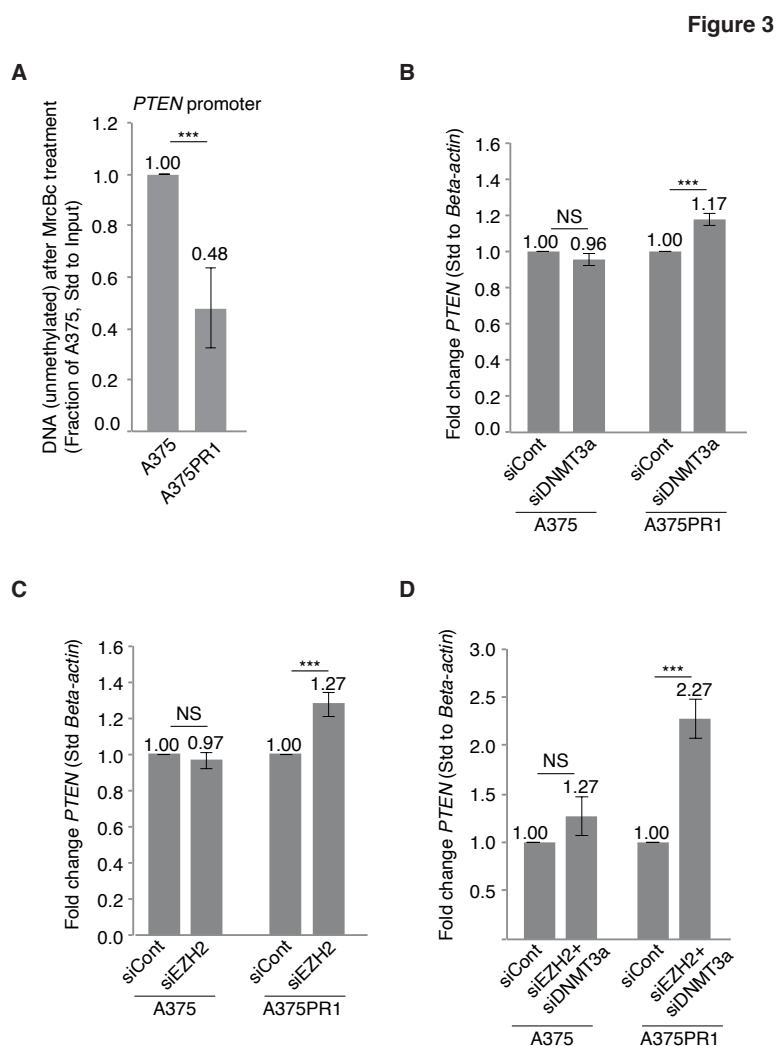 Figure 3
A
PTEN promoter
DNA (unmethylated) after MrcBc treatment
(Fraction of A375, Std to Input)
1.2
1.0
0.8
0.6
0.4
0.2
0.0
***
1.00
0.48
A375
A375PR1
B
Fold change PTEN (Std to Beta-actin)
1.6
1.4
1.2
1.0
0.8
0.6
0.4
0.2
0.0
NS
1.00 0.96
***
1.00
1.17
siCont
siDNMT3a
siCont
siDNMT3a
A375
A375PR1
C
Fold change PTEN (Std Beta-actin)
1.6
1.4
1.2
1.0
0.8
0.6
0.4
0.2
0.0
NS
1.00 0.97
***
1.00
1.27
siCont
siEZH2
siCont
siEZH2
A375
A375PR1
D
Fold change PTEN (Std to Beta-actin)
3.0
2.5
2.0
1.5
1.0
0.5
NS
1.00
1.27
***
1.00
2.27
siCont
siEZH2+
siDNMT3a
siCont
siEZH2+
siDNMT3a
A375
A375PR1